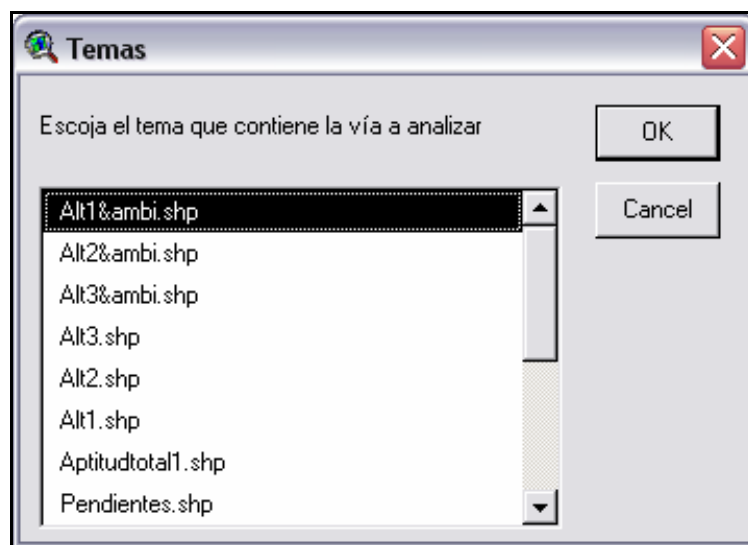 Temas
Escoja el tema que contiene la vía a analizar
OK
Cancel
Alt1&ambi.shp
Alt2&ambi.shp
Alt3&ambi.shp
Alt3.shp
Alt2.shp
Alt1.shp
Aptitudtotal1.shp
Pendientes.shp